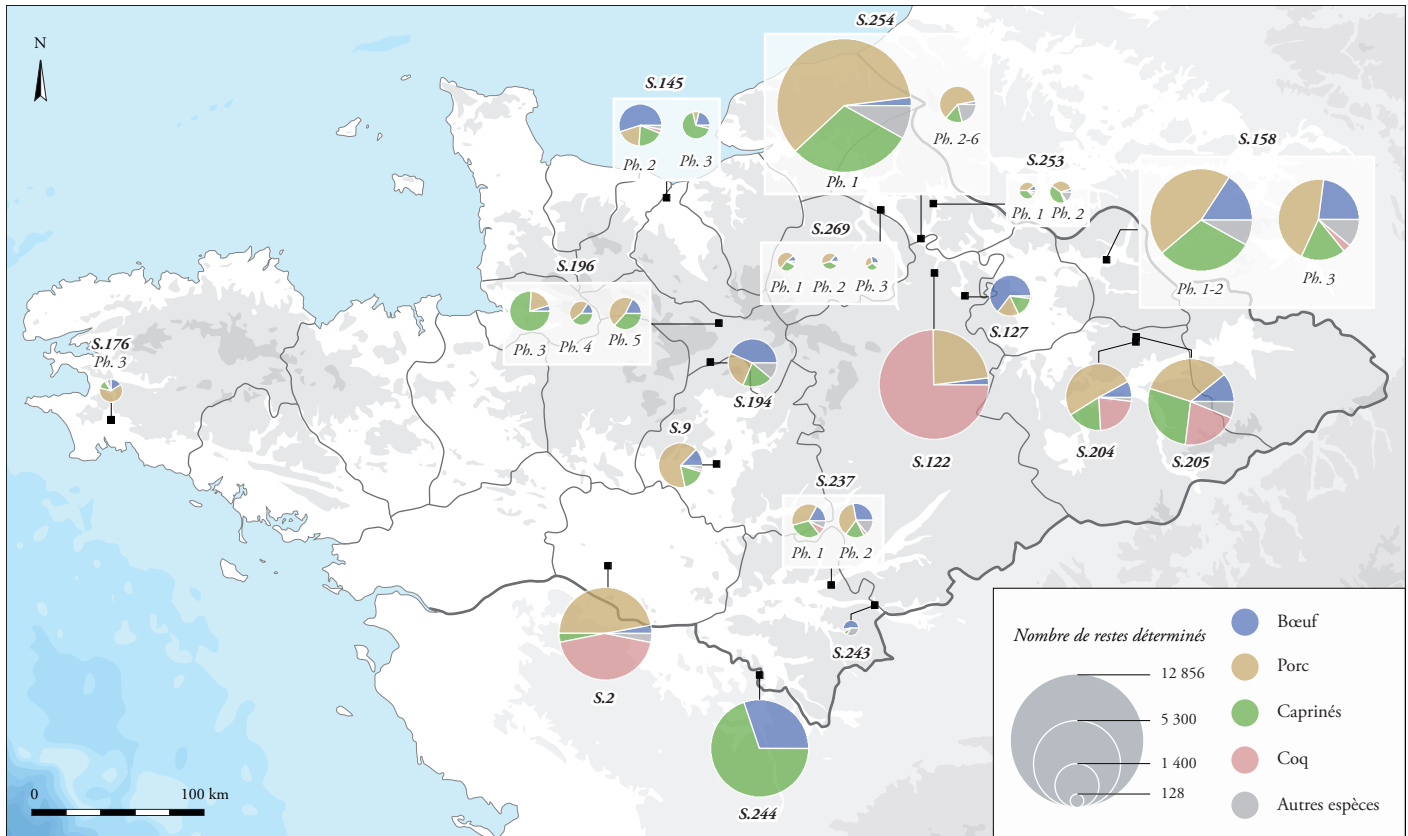 S.254
N
S.145
Ph. 2
Ph. 3
Ph. 1
Ph. 2-6
S.158
S.253
Ph. 1
Ph. 2
Ph. 1-2
Ph. 3
S.269
Ph. 1
Ph. 2
Ph. 3
S.196
Ph. 3
Ph. 4
Ph. 5
S.127
S.176
Ph. 3
S.194
S.9
S.122
S.204
S.205
S.237
Ph. 1
Ph. 2
S.243
S.2
S.244
0
100 km
Nombre de restes déterminés
12 856
5 300
1 400
128
Bœuf
Porc
Caprinés
Coq
Autres espèces